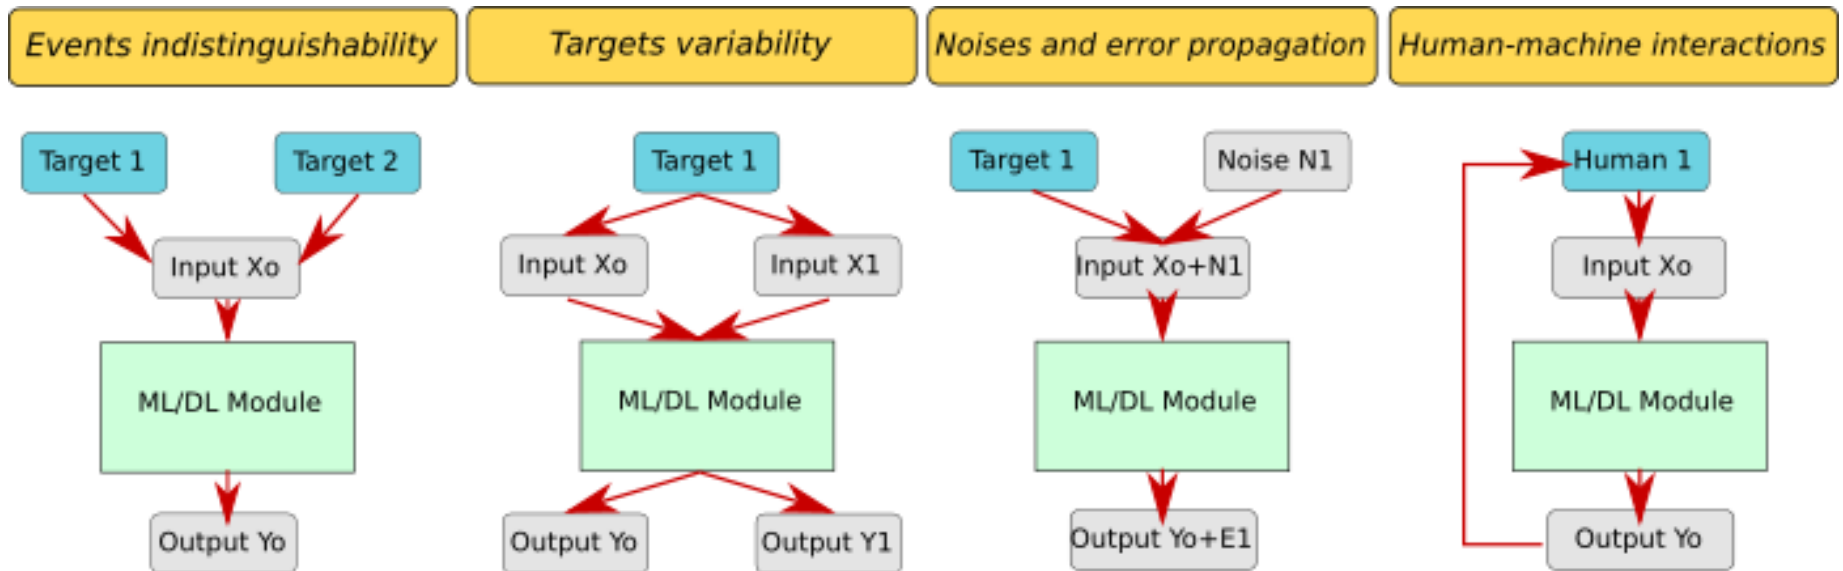 Events indistinguishability
Targets variability
Noises and error propagation
Human-machine interactions
Target 1
Target 2
Input Xo
ML/DL Module
Output Yo
Target 1
Input Xo
Input X1
ML/DL Module
Output Yo
Output Y1
Target 1
Noise N1
Input Xo+N1
ML/DL Module
Output Yo+E1
Human 1
Input Xo
ML/DL Module
Output Yo